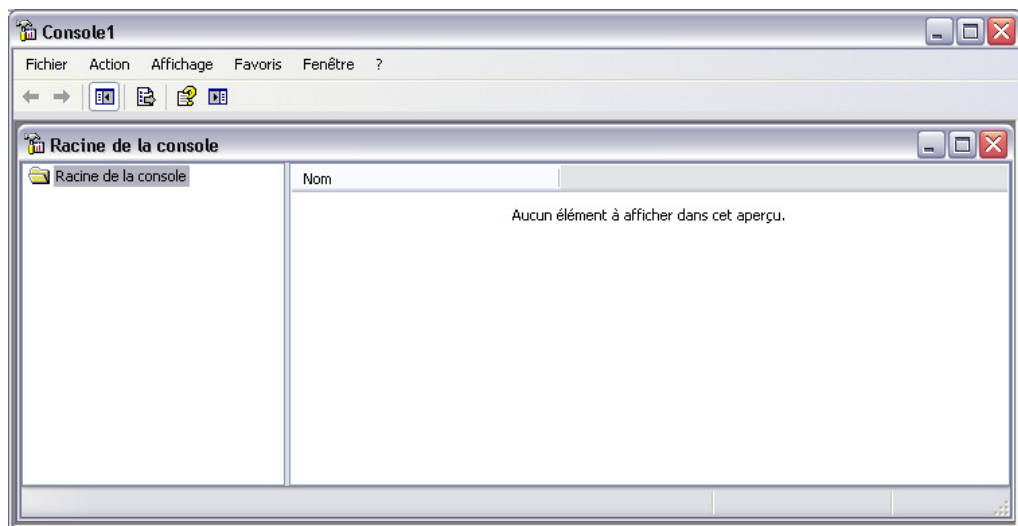 Console1
Fichier Action Affichage Favoris Fenêtre ?
Racine de la console
Racine de la console
Nom
Aucun élément à afficher dans cet aperçu.